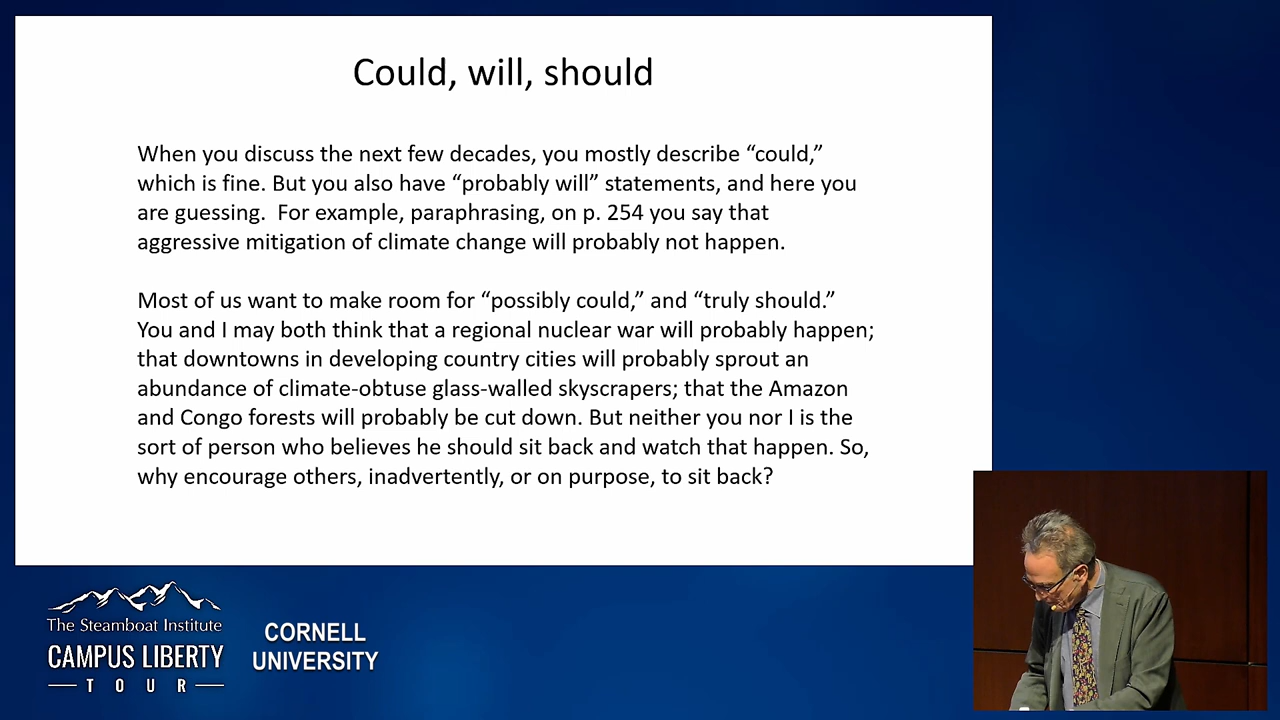 Could, will, should
When you discuss the next few decades, you mostly describe “could,”
which is fine. But you also have “probably will” statements, and here you
are guessing.  For example, paraphrasing, on p. 254 you say that
aggressive mitigation of climate change will probably not happen.
Most of us want to make room for “possibly could,” and “truly should.”
You and I may both think that a regional nuclear war will probably happen;
that downtowns in developing country cities will probably sprout an
abundance of climate-obtuse glass-walled skyscrapers; that the Amazon
and Congo forests will probably be cut down. But neither you nor I is the
sort of person who believes he should sit back and watch that happen. So,
why encourage others, inadvertently, or on purpose, to sit back?
The Steamboat Institute
CAMPUS LIBERTY
TOUR
CORNELL
UNIVERSITY